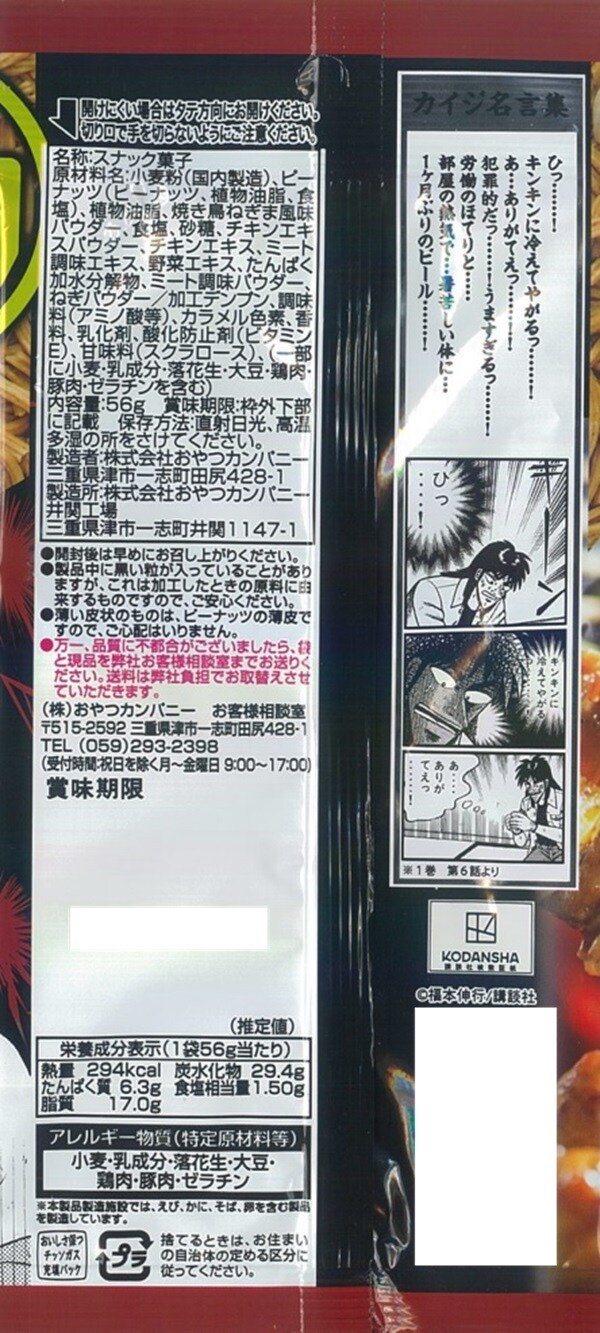 開けにくい場合はタテ方向にお開けください。
切り口で手を切らないようにご注意ください。
名称:スナック菓子
原材料名:小麦粉(国内製造)、ピー
ナッツ(ピーナッツ、植物油脂、食
塩)、植物油脂、焼き鳥ねぎま風味
パウダー、食塩、砂糖、チキンエキ
スパウダー、チキンエキス、ミート
調味エキス、野菜エキス、たんぱく
加水分解物、ミート調味パウダー、
ねぎパウダー／加工デンプン、調味
料(アミノ酸等)、カラメル色素、香
料、乳化剤、酸化防止剤(ビタミン
E)、甘味料(スクラロース)、(一部
に小麦・乳成分・落花生・大豆・鶏肉・
豚肉・ゼラチンを含む)
内容量:56g 賞味期限:枠外下部
に記載 保存方法:直射日光、高温
多湿の所をさけてください。
製造者:株式会社おやつカンパニー
三重県津市一志町田尻428-1
製造所:株式会社おやつカンパニー
井関工場
三重県津市一志町井関1147-1
●開封後は早めにお召し上がりください。
●製品中に黒い粒が入っていることがあり
ますが、これは加工したときの原料に由
来するものですので、ご安心ください。
●薄い皮状のものは、ピーナッツの薄皮で
すので、ご心配はいりません。
●万一、品質に不都合がございましたら、袋
と現品を弊社お客様相談室までお送りく
ださい。送料は弊社負担でお取替えさせ
ていただきます。
(株)おやつカンパニー お客様相談室
〒515-2592 三重県津市一志町田尻428-1
TEL (059)293-2398
(受付時間:祝日を除く月〜金曜日 9:00〜17:00)
賞味期限
(推定値)
栄養成分表示(1袋56g当たり)
熱量 294kcal 炭水化物 29.4g
たんぱく質 6.3g 食塩相当量 1.50g
脂質 17.0g
アレルギー物質(特定原材料等)
小麦・乳成分・落花生・大豆・
鶏肉・豚肉・ゼラチン
※本製品製造施設では、えび、かに、そば、卵を含む製品
を製造しています。
おいしさ保つ
チッソガス
充填パック
プラ
捨てるときは、お住まい
の自治体の定める区分に
従ってください。
カイジ名言集
ひっ………!
キンキンに冷えてやがるっ………!
あ…ありがてえっ………!
犯罪的だっ………!うますぎるっ………!
労働のほてりと……
部屋の熱気で…暑苦しい体に…
1ヶ月ぶりのビール………!
ひっ
……!
キンキンに
冷えてやがる
あ……
ありが
てえっ
……!
※1巻 第6話より
KODANSHA
©福本伸行/講談社